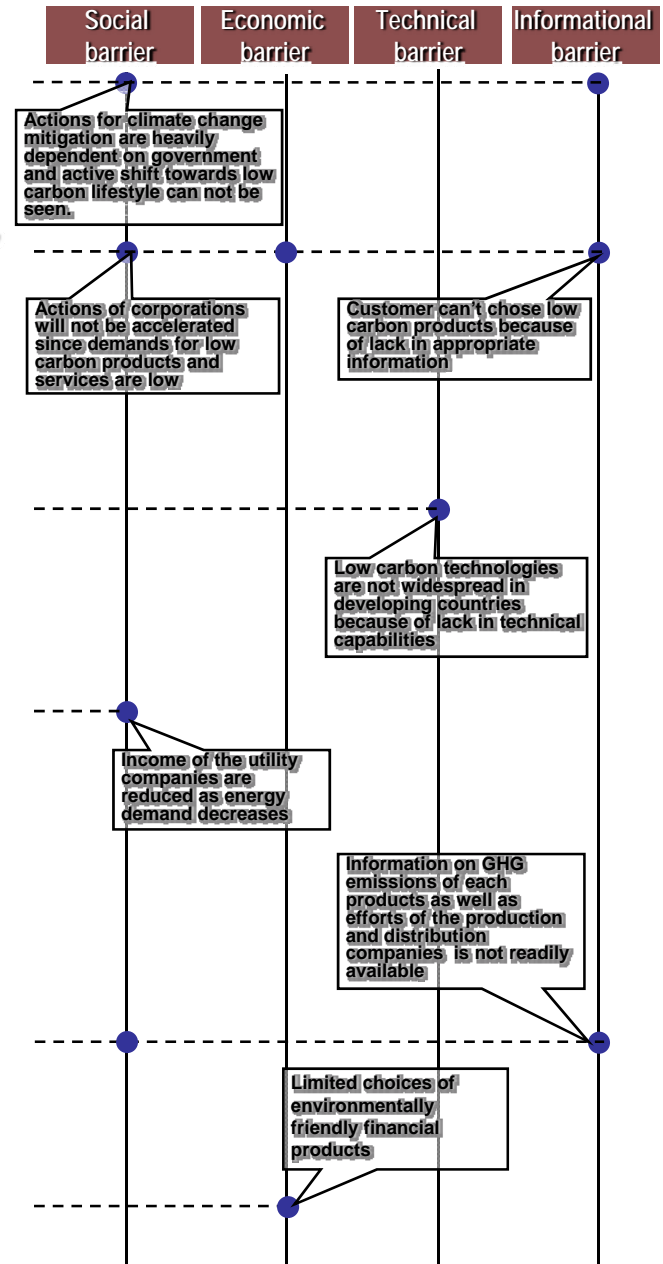 Social
barrier
Economic
barrier
Technical
barrier
Informational
barrier
Actions for climate change
mitigation are heavily
dependent on government
and active shift towards low
carbon lifestyle can not be
seen.
Actions of corporations
will not be accelerated
since demands for low
carbon products and
services are low
Customer can't chose low
carbon products because
of lack in appropriate
information
Low carbon technologies
are not widespread in
developing countries
because of lack in technical
capabilities
Income of the utility
companies are
reduced as energy
demand decreases
Information on GHG
emissions of each
products as well as
efforts of the production
and distribution
companies is not readily
available
Limited choices of
environmentally
friendly financial
products